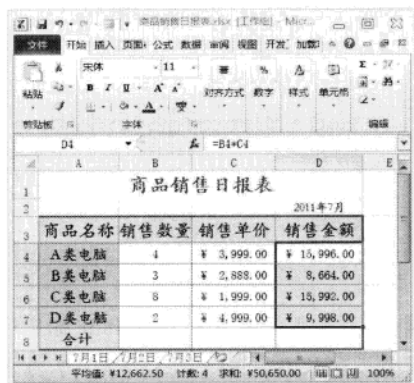 商品销售日报表.xlsx [工作组] - Micr...
文件 开始 插入 页面 公式 数据 审阅 视图 开发 加载
宋体 11
粘贴 B I U A A 对齐方式 数字 样式 单元格
剪贴板 字体 编辑
D4 fx =B4*C4
A B C D E
1 商品销售日报表
2 2011年7月
3 商品名称 销售数量 销售单价 销售金额
4 A类电脑 4 ¥ 3,999.00 ¥ 15,996.00
5 B类电脑 3 ¥ 2,888.00 ¥ 8,664.00
6 C类电脑 8 ¥ 1,999.00 ¥ 15,992.00
7 D类电脑 2 ¥ 4,999.00 ¥ 9,998.00
8 合计
7月1日 7月2日 7月3日
平均值: ¥12,662.50 计数: 4 求和: ¥50,650.00 100%